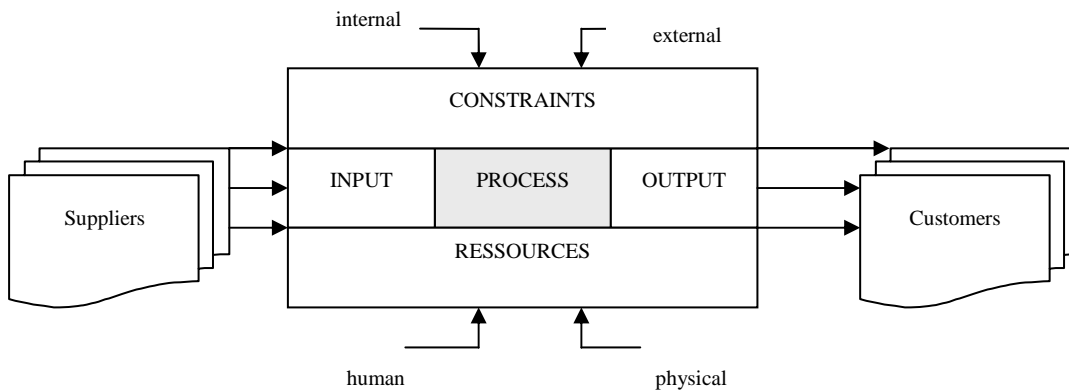 internal
external
CONSTRAINTS
INPUT
PROCESS
OUTPUT
Suppliers
Customers
RESSOURCES
human
physical